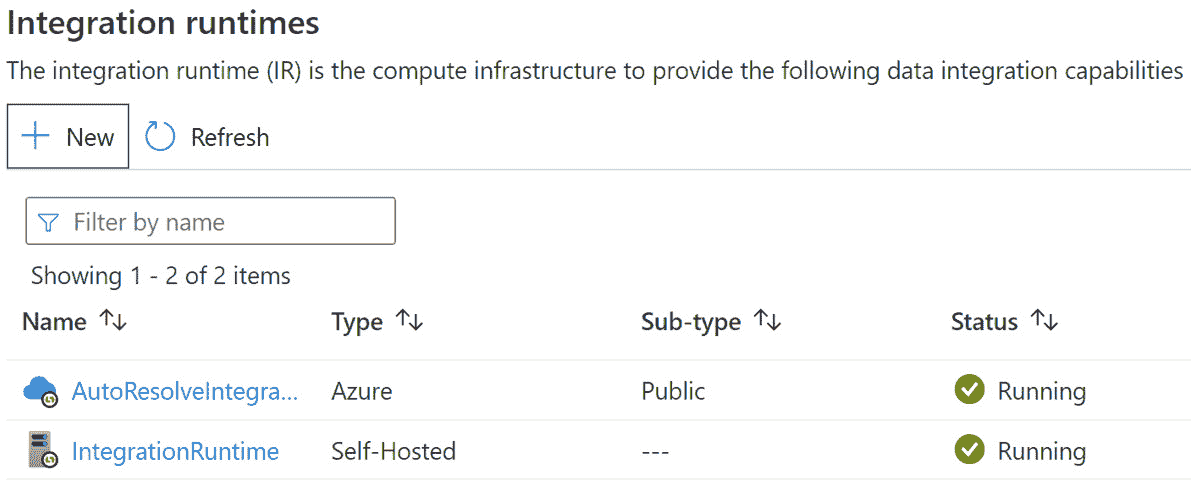 Integration runtimes
The integration runtime (IR) is the compute infrastructure to provide the following data integration capabilities
New Refresh
Filter by name
Showing 1 - 2 of 2 items
Name Type Sub-type Status
AutoResolveIntegra... Azure Public Running
IntegrationRuntime Self-Hosted --- Running